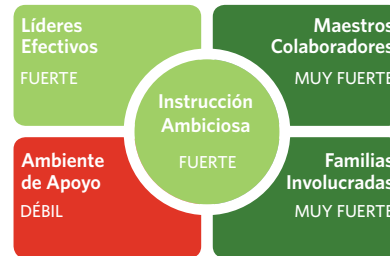 Líderes
Efectivos
FUERTE
Maestros
Colaboradores
MUY FUERTE
Instrucción
Ambiciosa
FUERTE
Ambiente
de Apoyo
DÉBIL
Familias
Involucradas
MUY FUERTE